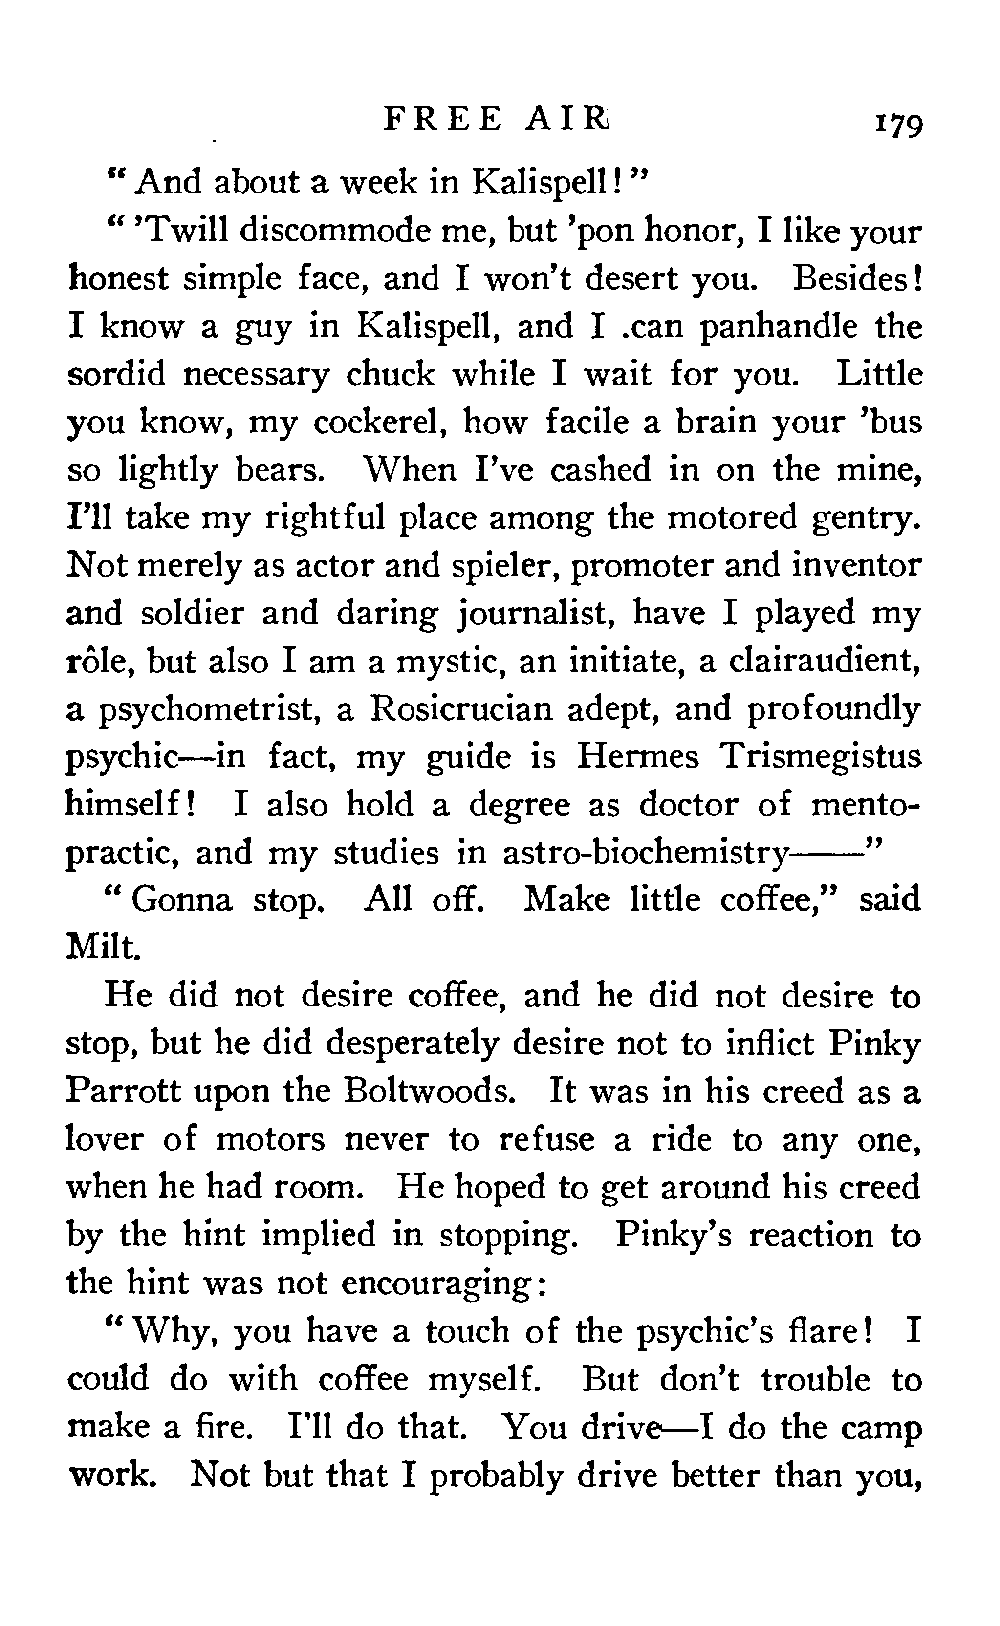 FREE AIR 179
“And about a week in Kalispell!”
“’Twill discommode me, but ’pon honor, I like your
honest simple face, and I won’t desert you. Besides!
I know a guy in Kalispell, and I .can panhandle the
sordid necessary chuck while I wait for you. Little
you know, my cockerel, how facile a brain your ’bus
so lightly bears. When I’ve cashed in on the mine,
I’ll take my rightful place among the motored gentry.
Not merely as actor and spieler, promoter and inventor
and soldier and daring journalist, have I played my
rôle, but also I am a mystic, an initiate, a clairaudient,
a psychometrist, a Rosicrucian adept, and profoundly
psychic—in fact, my guide is Hermes Trismegistus
himself! I also hold a degree as doctor of mento-
practic, and my studies in astro-biochemistry——”
“Gonna stop. All off. Make little coffee,” said
Milt.
He did not desire coffee, and he did not desire to
stop, but he did desperately desire not to inflict Pinky
Parrott upon the Boltwoods. It was in his creed as a
lover of motors never to refuse a ride to any one,
when he had room. He hoped to get around his creed
by the hint implied in stopping. Pinky’s reaction to
the hint was not encouraging:
“Why, you have a touch of the psychic’s flare! I
could do with coffee myself. But don’t trouble to
make a fire. I’ll do that. You drive—I do the camp
work. Not but that I probably drive better than you,